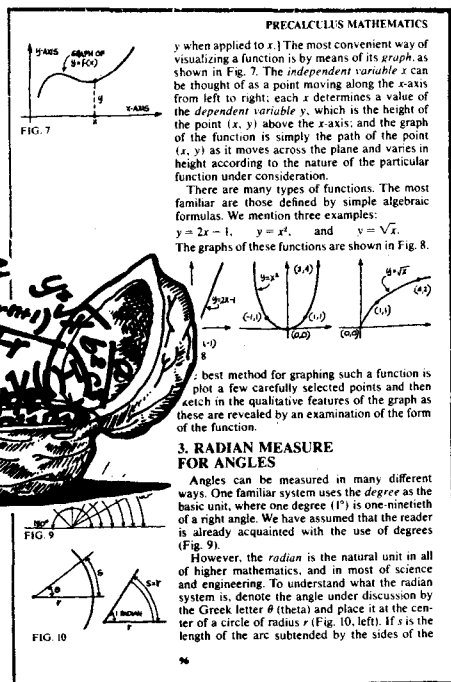 PRECALCULUS MATHEMATICS
Y-AXIS
GRAPH OF
y=f(x)
y
X-AXIS
x
FIG. 7
y when applied to x.] The most convenient way of
visualizing a function is by means of its graph, as
shown in Fig. 7. The independent variable x can
be thought of as a point moving along the x-axis
from left to right; each x determines a value of
the dependent variable y, which is the height of
the point (x, y) above the x-axis; and the graph
of the function is simply the path of the point
(x, y) as it moves across the plane and varies in
height according to the nature of the particular
function under consideration.
There are many types of functions. The most
familiar are those defined by simple algebraic
formulas. We mention three examples:
y = 2x − 1, y = x², and y = √x.
The graphs of these functions are shown in Fig. 8.
y=2x-1
-1)
8
y=x²
(2,4)
(-1,1)
(1,1)
(0,0)
y=√x
(4,2)
(1,1)
(0,0)
best method for graphing such a function is
plot a few carefully selected points and then
ketch in the qualitative features of the graph as
these are revealed by an examination of the form
of the function.
3. RADIAN MEASURE
FOR ANGLES
Angles can be measured in many different
ways. One familiar system uses the degree as the
basic unit, where one degree (1°) is one-ninetieth
of a right angle. We have assumed that the reader
is already acquainted with the use of degrees
(Fig. 9).
180°
FIG. 9
However, the radian is the natural unit in all
of higher mathematics, and in most of science
and engineering. To understand what the radian
system is, denote the angle under discussion by
the Greek letter θ (theta) and place it at the cen-
ter of a circle of radius r (Fig. 10, left). If s is the
length of the arc subtended by the sides of the
s
θ
r
s=r
1 RADIAN
r
FIG. 10
96